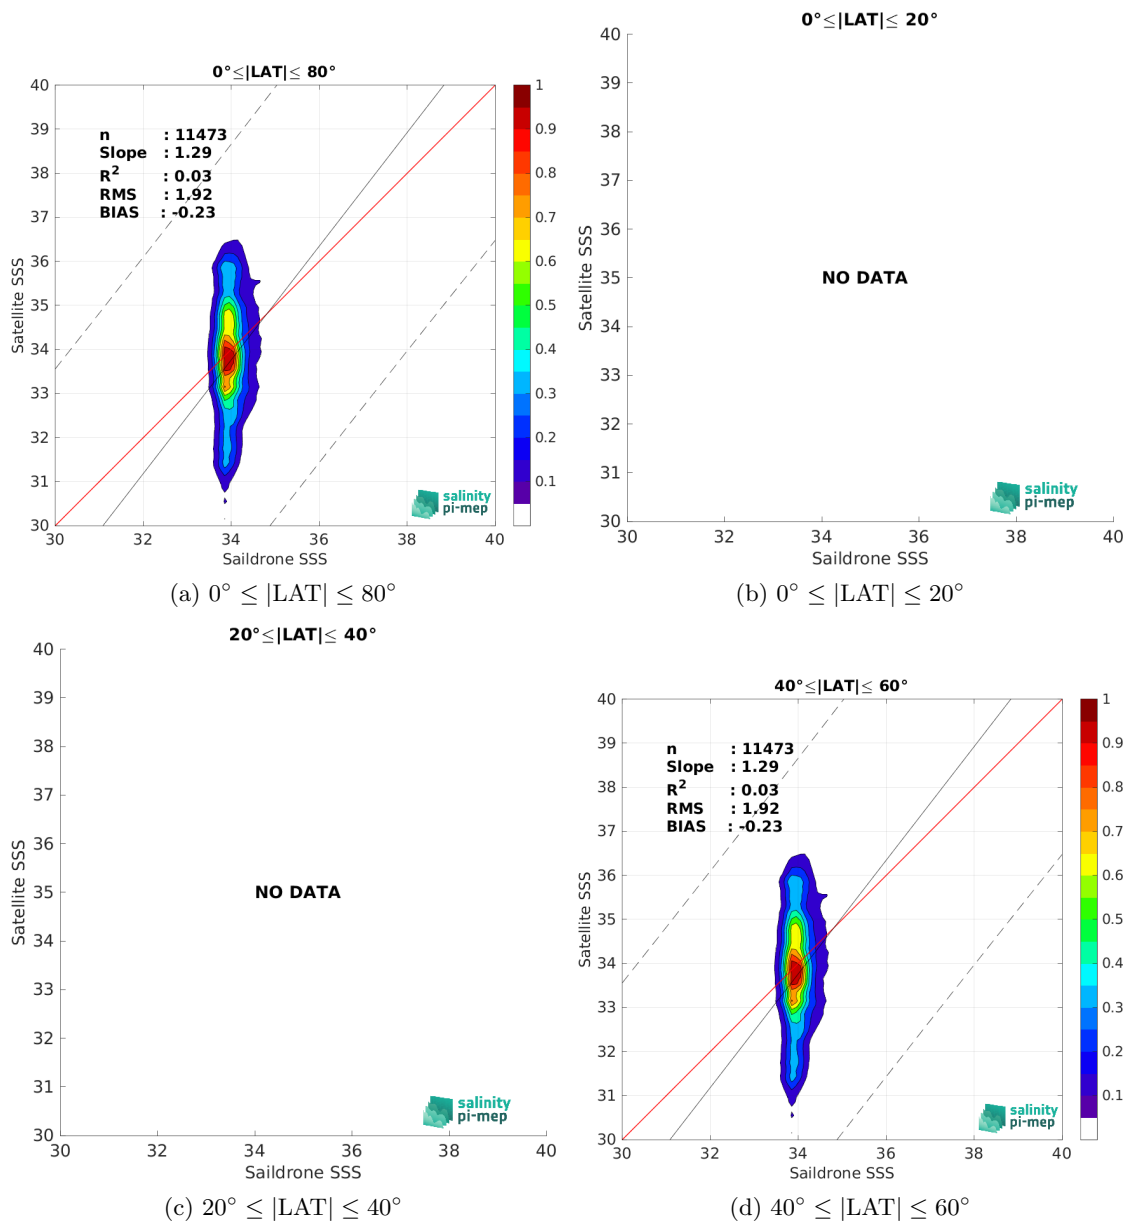 0°≤|LAT|≤ 80°
40
39
38
37
36
35
34
33
32
31
30
Satellite SSS
n : 11473
Slope : 1.29
R² : 0.03
RMS : 1.92
BIAS : -0.23
1
0.9
0.8
0.7
0.6
0.5
0.4
0.3
0.2
0.1
salinity
pi-mep
30 32 34 36 38 40
Saildrone SSS
(a) 0° ≤ |LAT| ≤ 80°
0°≤|LAT|≤ 20°
40
39
38
37
36
35
34
33
32
31
30
Satellite SSS
NO DATA
salinity
pi-mep
30 32 34 36 38 40
Saildrone SSS
(b) 0° ≤ |LAT| ≤ 20°
20°≤|LAT|≤ 40°
40
39
38
37
36
35
34
33
32
31
30
Satellite SSS
NO DATA
salinity
pi-mep
30 32 34 36 38 40
Saildrone SSS
(c) 20° ≤ |LAT| ≤ 40°
40°≤|LAT|≤ 60°
40
39
38
37
36
35
34
33
32
31
30
Satellite SSS
n : 11473
Slope : 1.29
R² : 0.03
RMS : 1.92
BIAS : -0.23
1
0.9
0.8
0.7
0.6
0.5
0.4
0.3
0.2
0.1
salinity
pi-mep
30 32 34 36 38 40
Saildrone SSS
(d) 40° ≤ |LAT| ≤ 60°